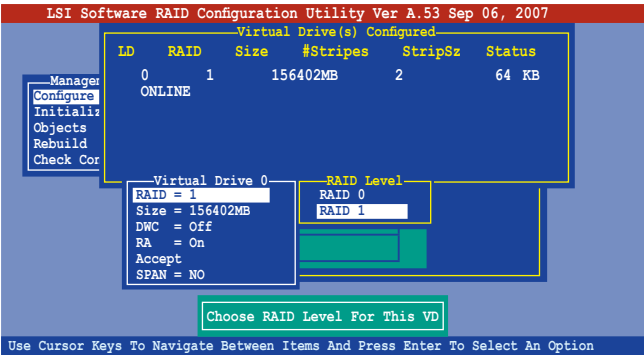 LSI Software RAID Configuration Utility Ver A.53 Sep 06, 2007
Virtual Drive(s) Configured
LD RAID Size #Stripes StripSz Status
0 1 156402MB 2 64 KB
ONLINE
Manage
Configure
Initializ
Objects
Rebuild
Check Con
Virtual Drive 0
RAID = 1
Size = 156402MB
DWC = Off
RA = On
Accept
SPAN = NO
RAID Level
RAID 0
RAID 1
Choose RAID Level For This VD
Use Cursor Keys To Navigate Between Items And Press Enter To Select An Option